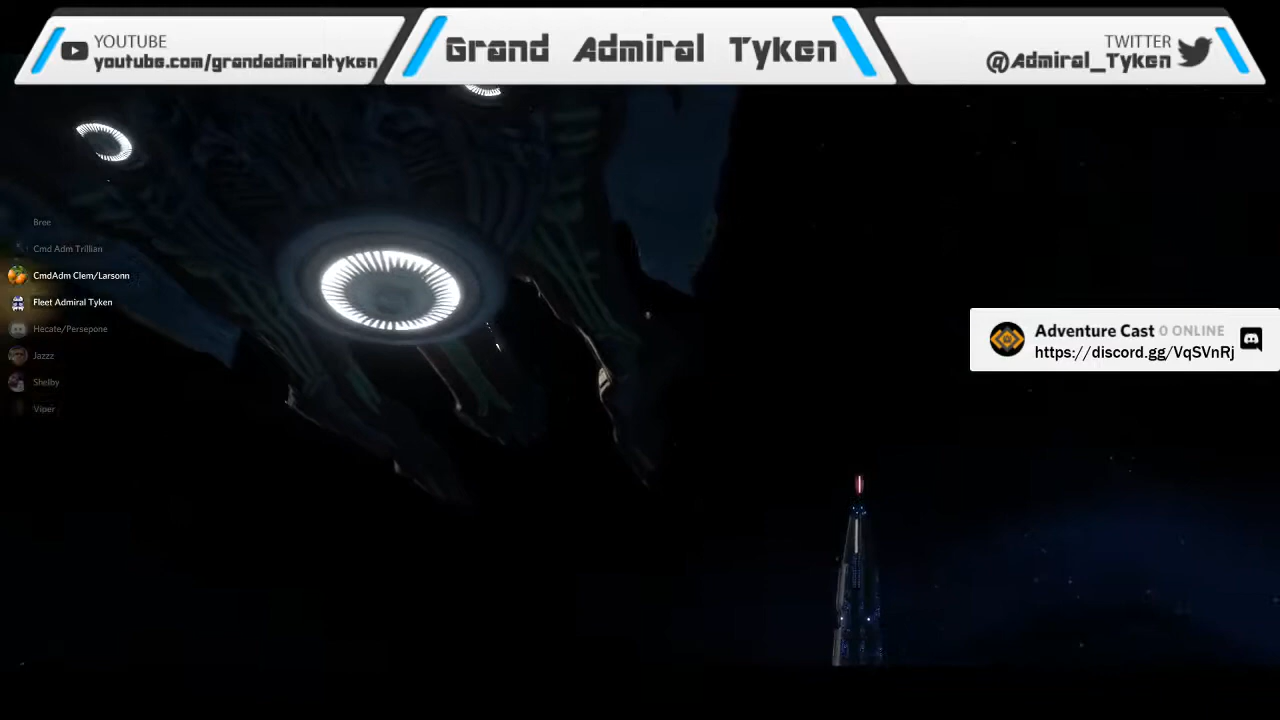 YOUTUBE
youtube.com/grandadmiraltyken
Grand Admiral Tyken
TWITTER
@Admiral_Tyken
Bree
Cmd Adm Trillian
CmdAdm Clem/Larsonn
Fleet Admiral Tyken
Hecate/Persepone
Jazzz
Shelby
Viper
Adventure Cast 0 ONLINE
https://discord.gg/VqSVnRj